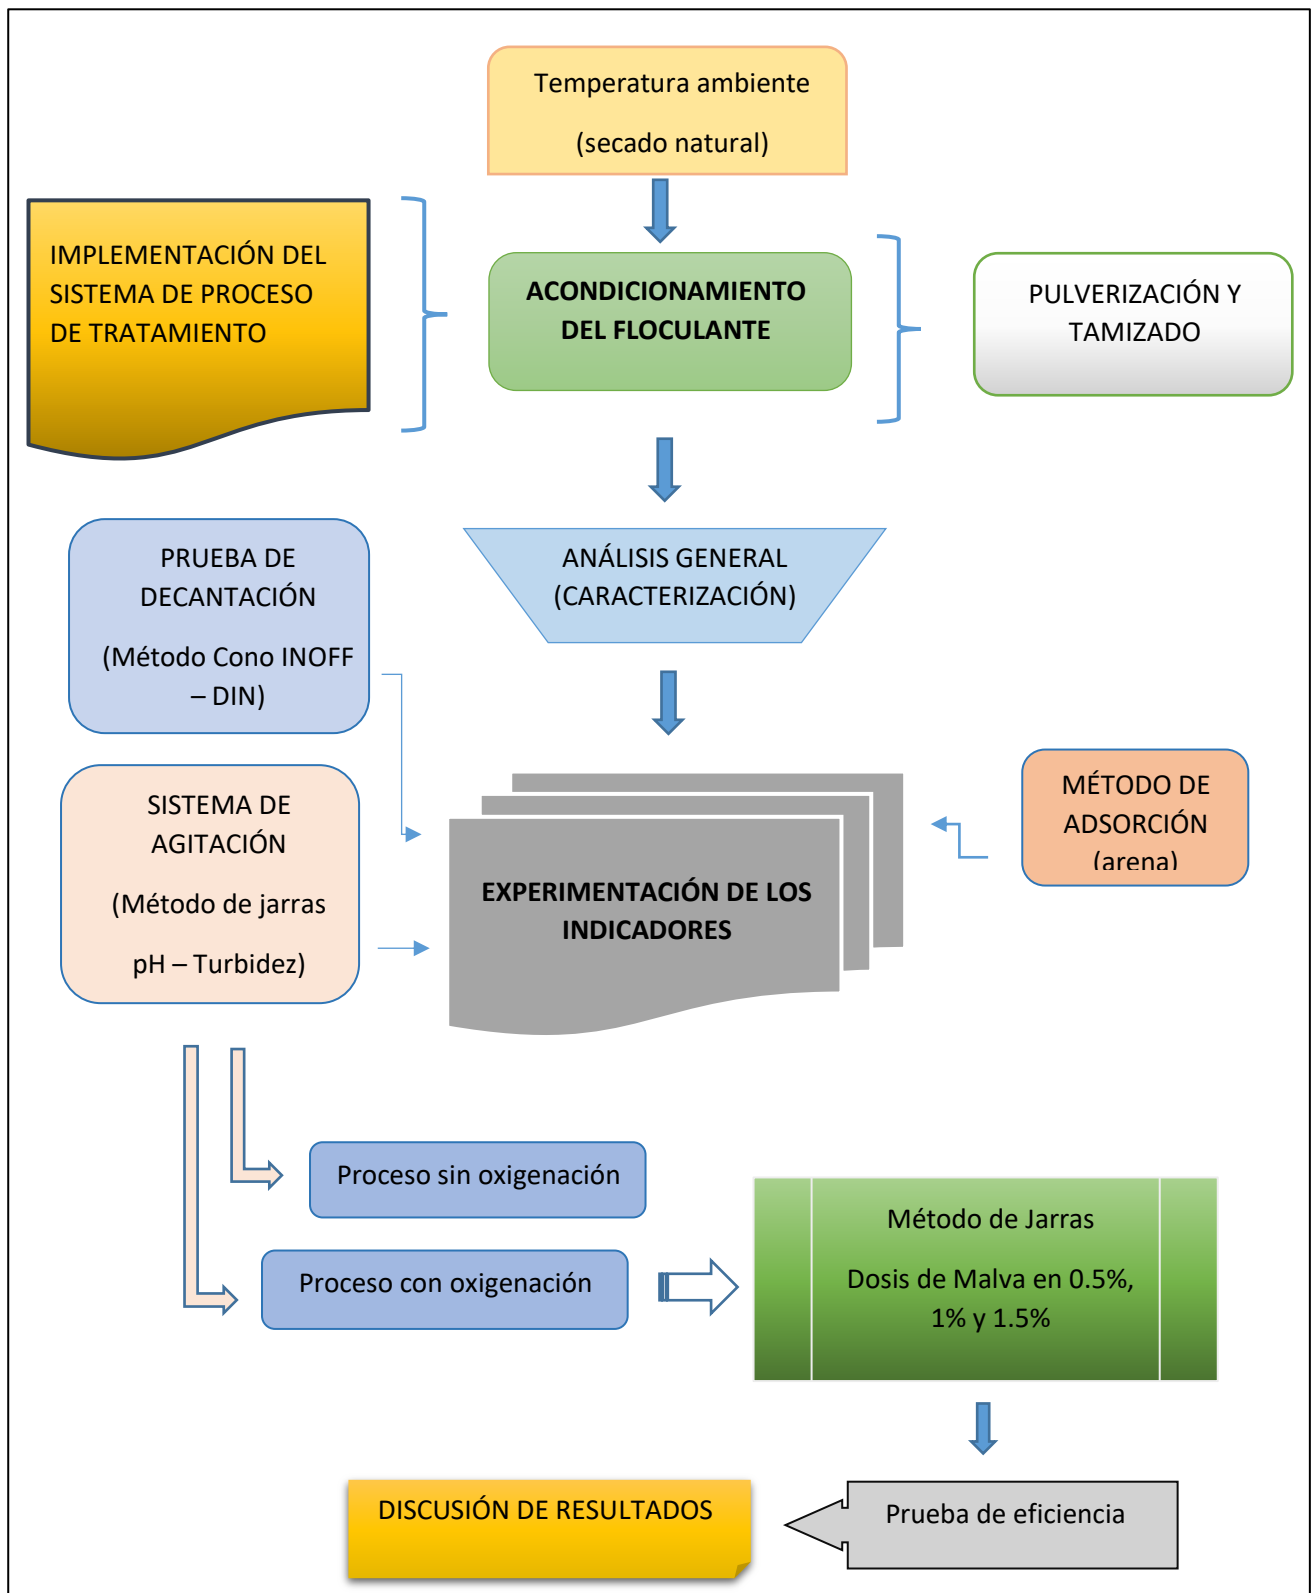 Temperatura ambiente
(secado natural)
IMPLEMENTACIÓN DEL
SISTEMA DE PROCESO
DE TRATAMIENTO
ACONDICIONAMIENTO
DEL FLOCULANTE
PULVERIZACIÓN Y
TAMIZADO
ANÁLISIS GENERAL
(CARACTERIZACIÓN)
PRUEBA DE
DECANTACIÓN
(Método Cono INOFF
– DIN)
SISTEMA DE
AGITACIÓN
(Método de jarras
pH – Turbidez)
EXPERIMENTACIÓN DE LOS
INDICADORES
MÉTODO DE
ADSORCIÓN
(arena)
Proceso sin oxigenación
Proceso con oxigenación
Método de Jarras
Dosis de Malva en 0.5%,
1% y 1.5%
Prueba de eficiencia
DISCUSIÓN DE RESULTADOS